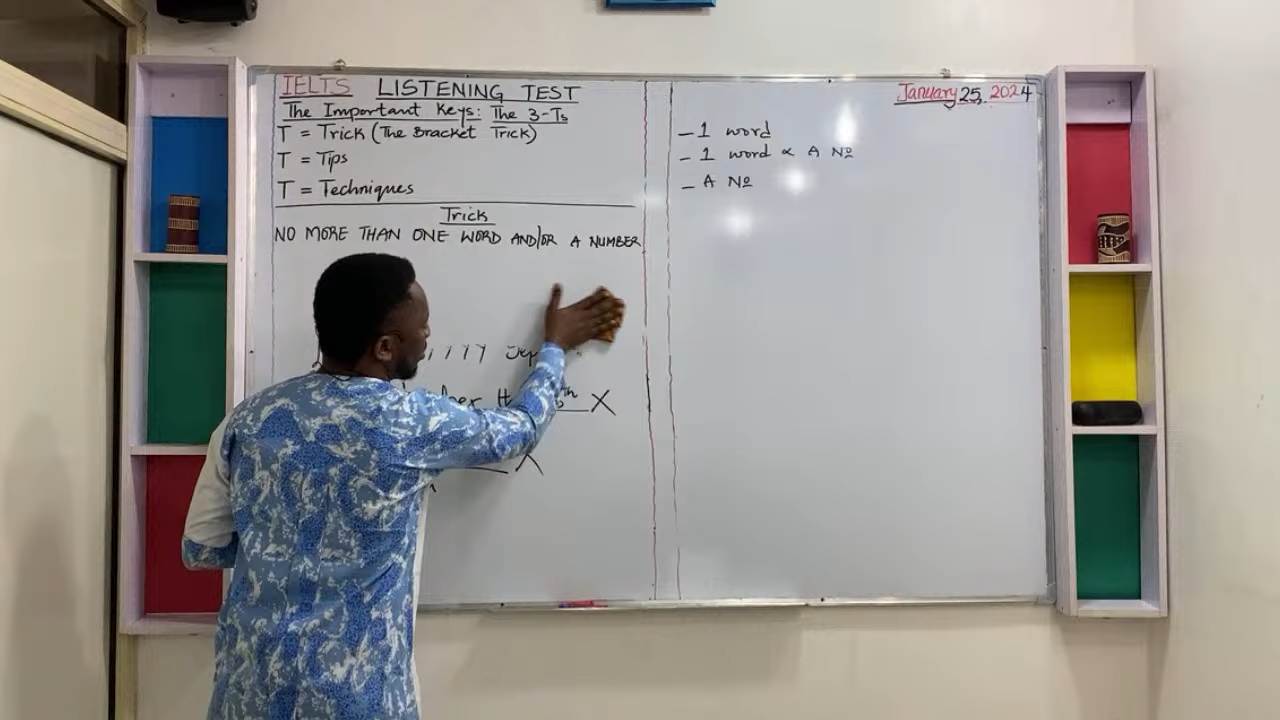 IELTS LISTENING TEST
The Important Keys: The 3-Ts
T = Trick (The Bracket Trick)
T = Tips
T = Techniques
Trick
NO MORE THAN ONE WORD AND/OR A NUMBER
X
X
January 25, 2024
- 1 word
- 1 word & A No
- A No